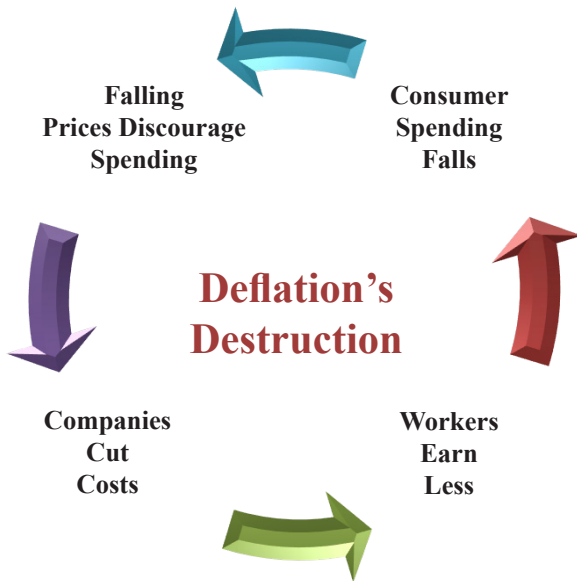 Falling
Prices Discourage
Spending
Consumer
Spending
Falls
Deflation’s
Destruction
Companies
Cut
Costs
Workers
Earn
Less